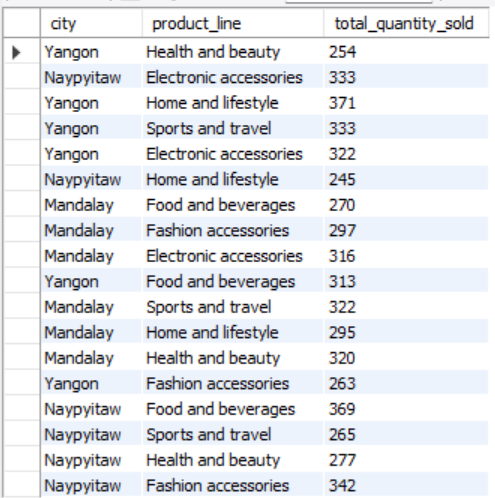 city product_line total_quantity_sold
Yangon Health and beauty 254
Naypyitaw Electronic accessories 333
Yangon Home and lifestyle 371
Yangon Sports and travel 333
Yangon Electronic accessories 322
Naypyitaw Home and lifestyle 245
Mandalay Food and beverages 270
Mandalay Fashion accessories 297
Mandalay Electronic accessories 316
Yangon Food and beverages 313
Mandalay Sports and travel 322
Mandalay Home and lifestyle 295
Mandalay Health and beauty 320
Yangon Fashion accessories 263
Naypyitaw Food and beverages 369
Naypyitaw Sports and travel 265
Naypyitaw Health and beauty 277
Naypyitaw Fashion accessories 342